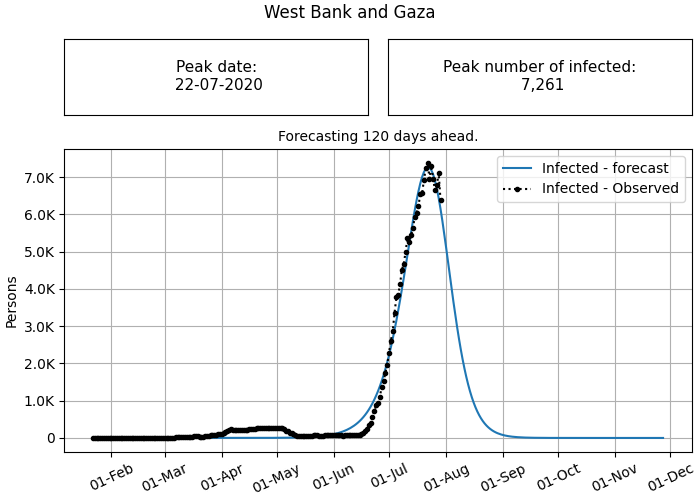 West Bank and Gaza
Peak date:
22-07-2020
Peak number of infected:
7,261
Forecasting 120 days ahead.
Infected - forecast
Infected - Observed
Persons
7.0K
6.0K
5.0K
4.0K
3.0K
2.0K
1.0K
0
01-Feb
01-Mar
01-Apr
01-May
01-Jun
01-Jul
01-Aug
01-Sep
01-Oct
01-Nov
01-Dec